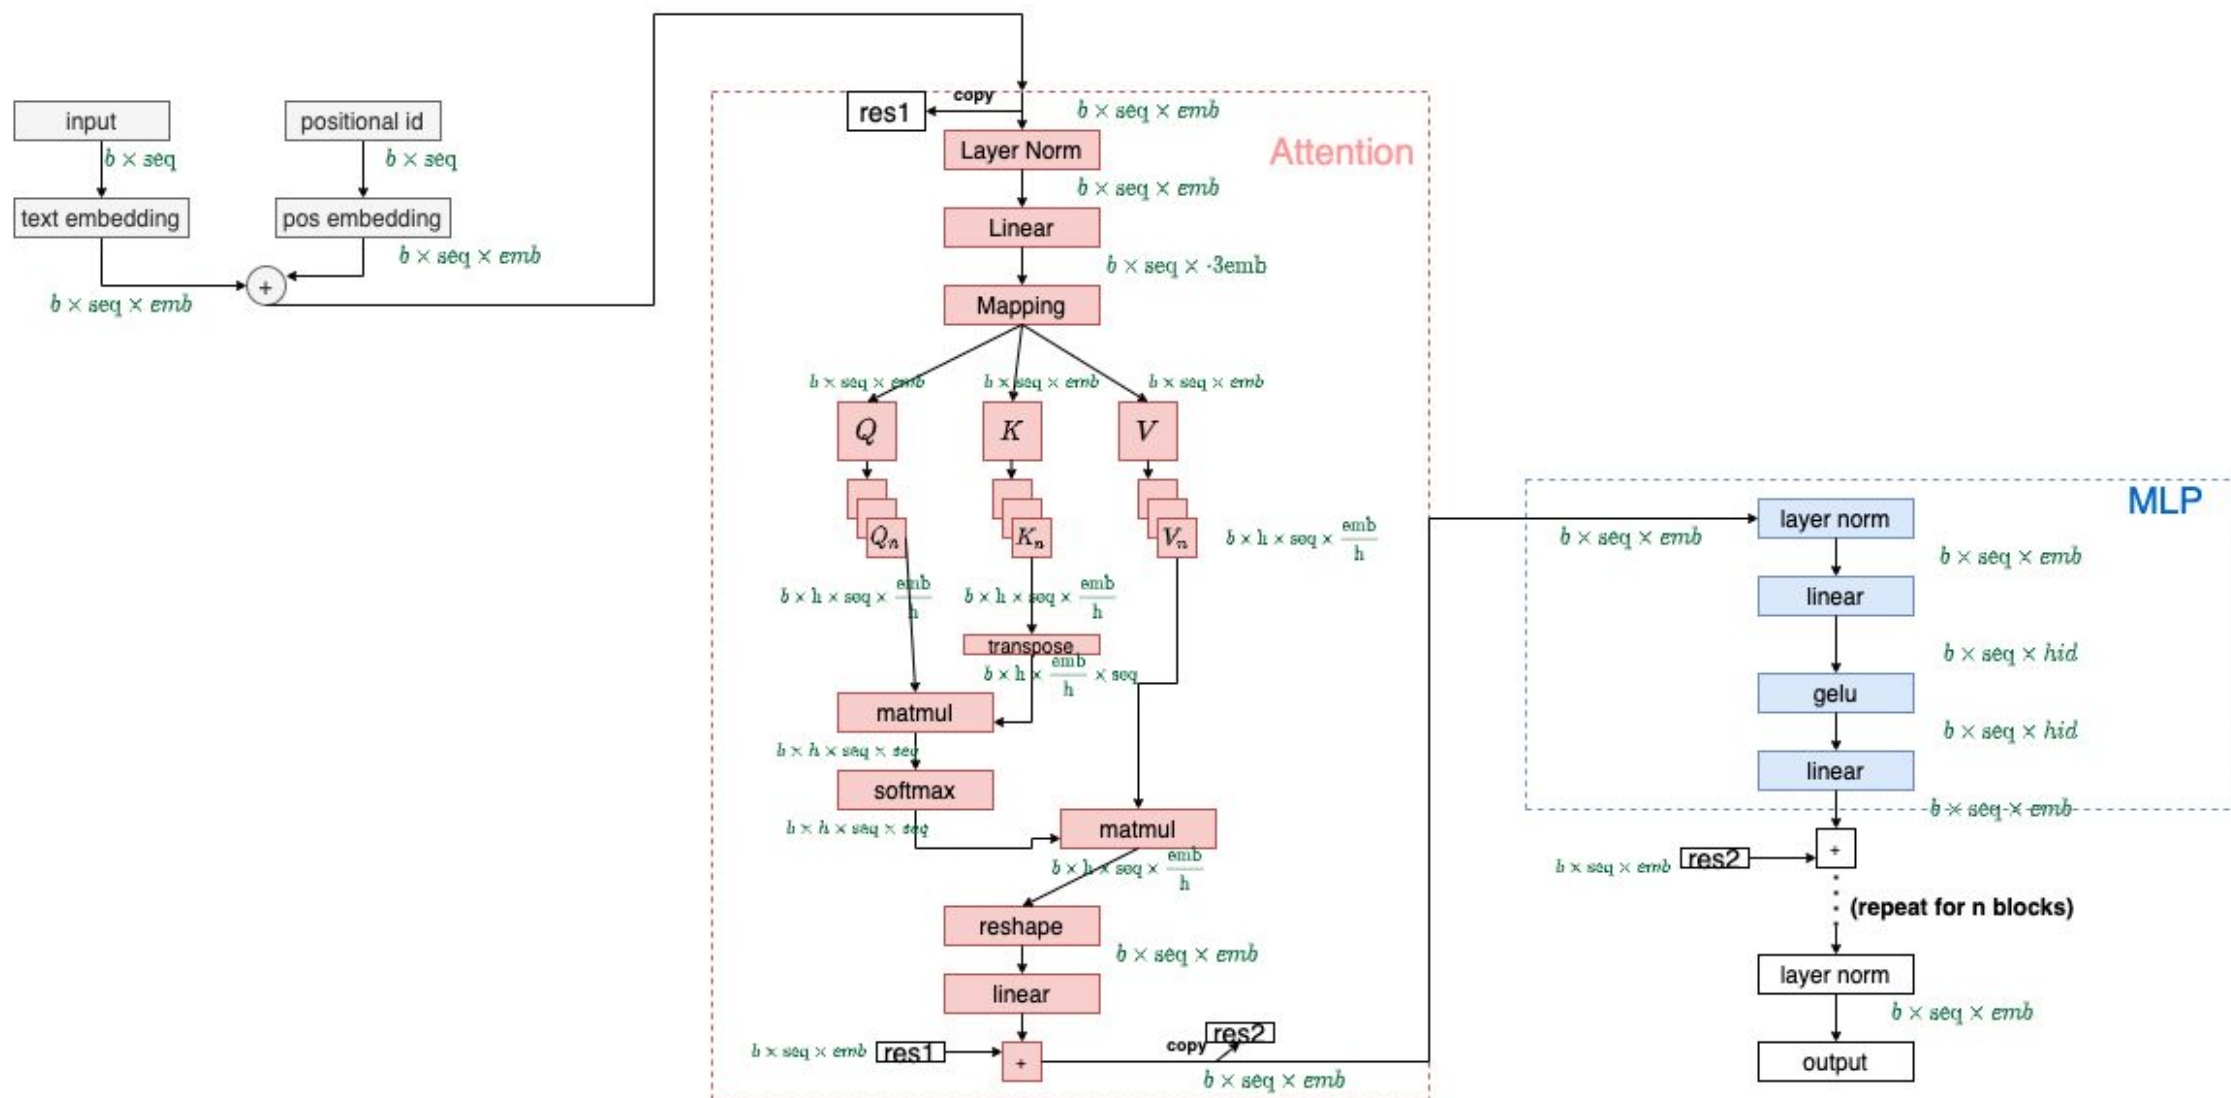 input
positional id
b × seq
b × seq
text embedding
pos embedding
b × seq × emb
+
b × seq × emb
Attention
res1
copy
b × seq × emb
Layer Norm
b × seq × emb
Linear
b × seq × -3emb
Mapping
b × seq × emb
b × seq × emb
b × seq × emb
Q
K
V
Qn
Kn
Vn
b × h × seq × emb/h
b × h × seq × emb/h
b × h × seq × emb/h
transpose
b × h × emb/h × seq
matmul
b × h × seq × seq
softmax
b × h × seq × seq
matmul
b × h × seq × emb/h
reshape
b × seq × emb
linear
b × seq × emb
res1
+
copy
res2
b × seq × emb
MLP
b × seq × emb
layer norm
b × seq × emb
linear
b × seq × hid
gelu
b × seq × hid
linear
b × seq × emb
b × seq × emb
res2
+
(repeat for n blocks)
layer norm
b × seq × emb
output